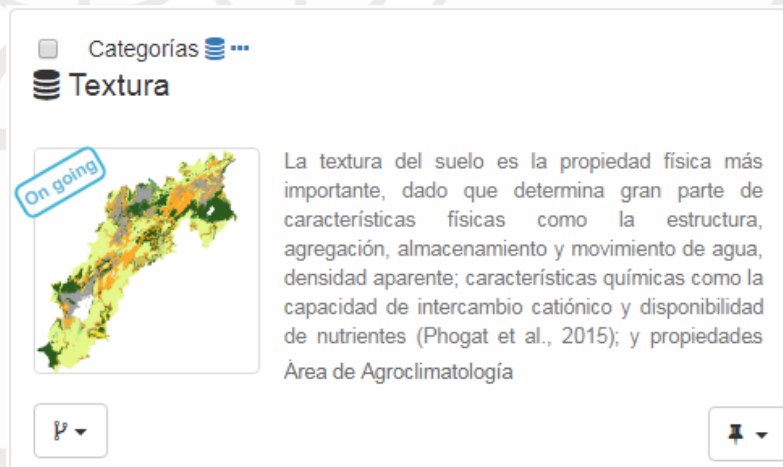 Categorías
Textura
On going
La textura del suelo es la propiedad física más
importante, dado que determina gran parte de
características físicas como la estructura,
agregación, almacenamiento y movimiento de agua,
densidad aparente; características químicas como la
capacidad de intercambio catiónico y disponibilidad
de nutrientes (Phogat et al., 2015); y propiedades
Área de Agroclimatología